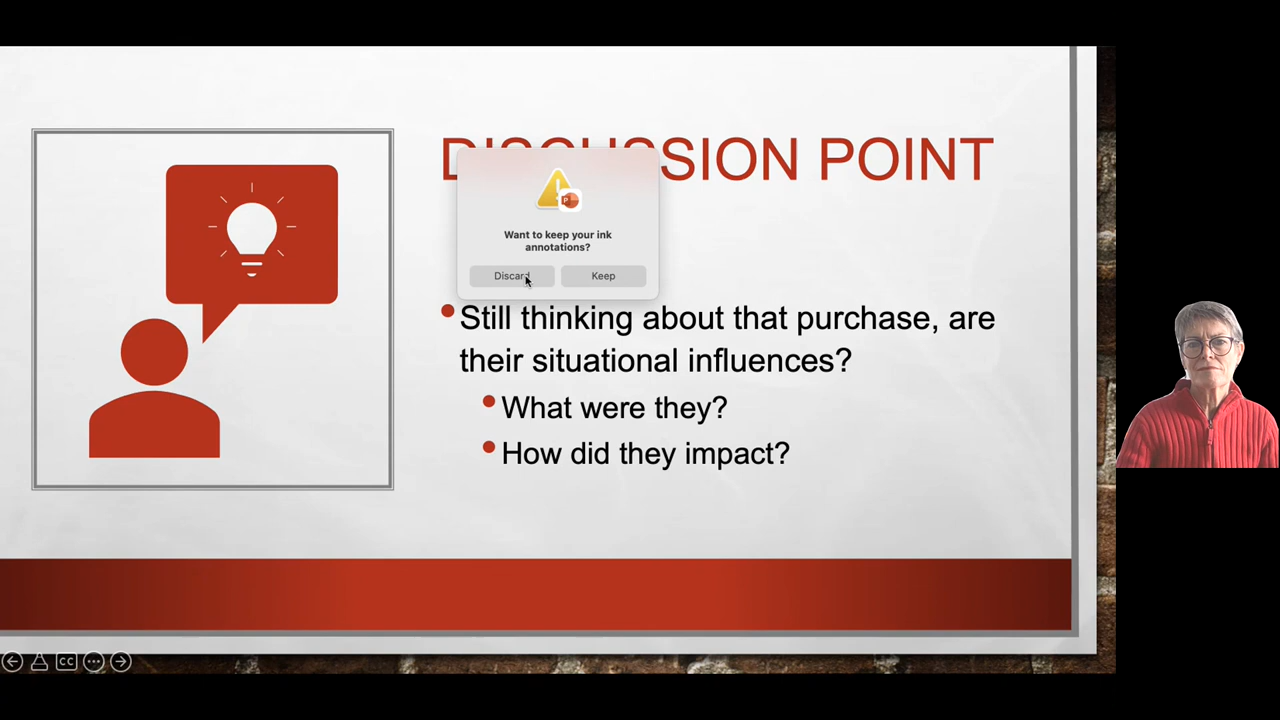 DISCUSSION POINT
Want to keep your ink
annotations?
Discard
Keep
Still thinking about that purchase, are
their situational influences?
What were they?
How did they impact?
CC